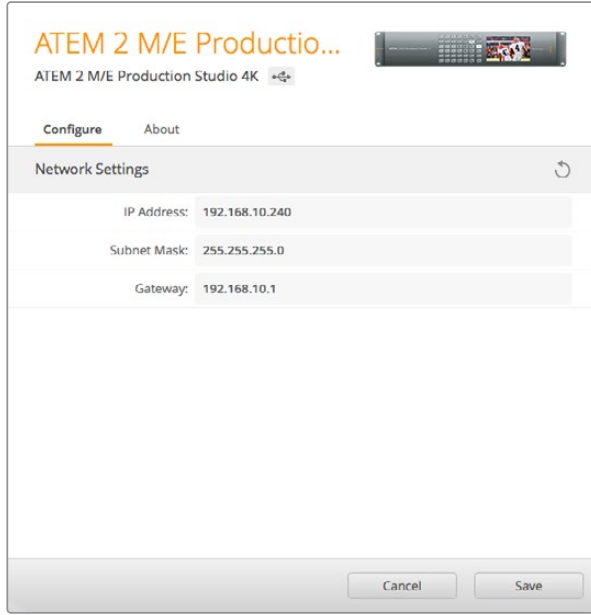 ATEM 2 M/E Productio...
ATEM 2 M/E Production Studio 4K
Configure About
Network Settings
IP Address: 192.168.10.240
Subnet Mask: 255.255.255.0
Gateway: 192.168.10.1
Cancel Save